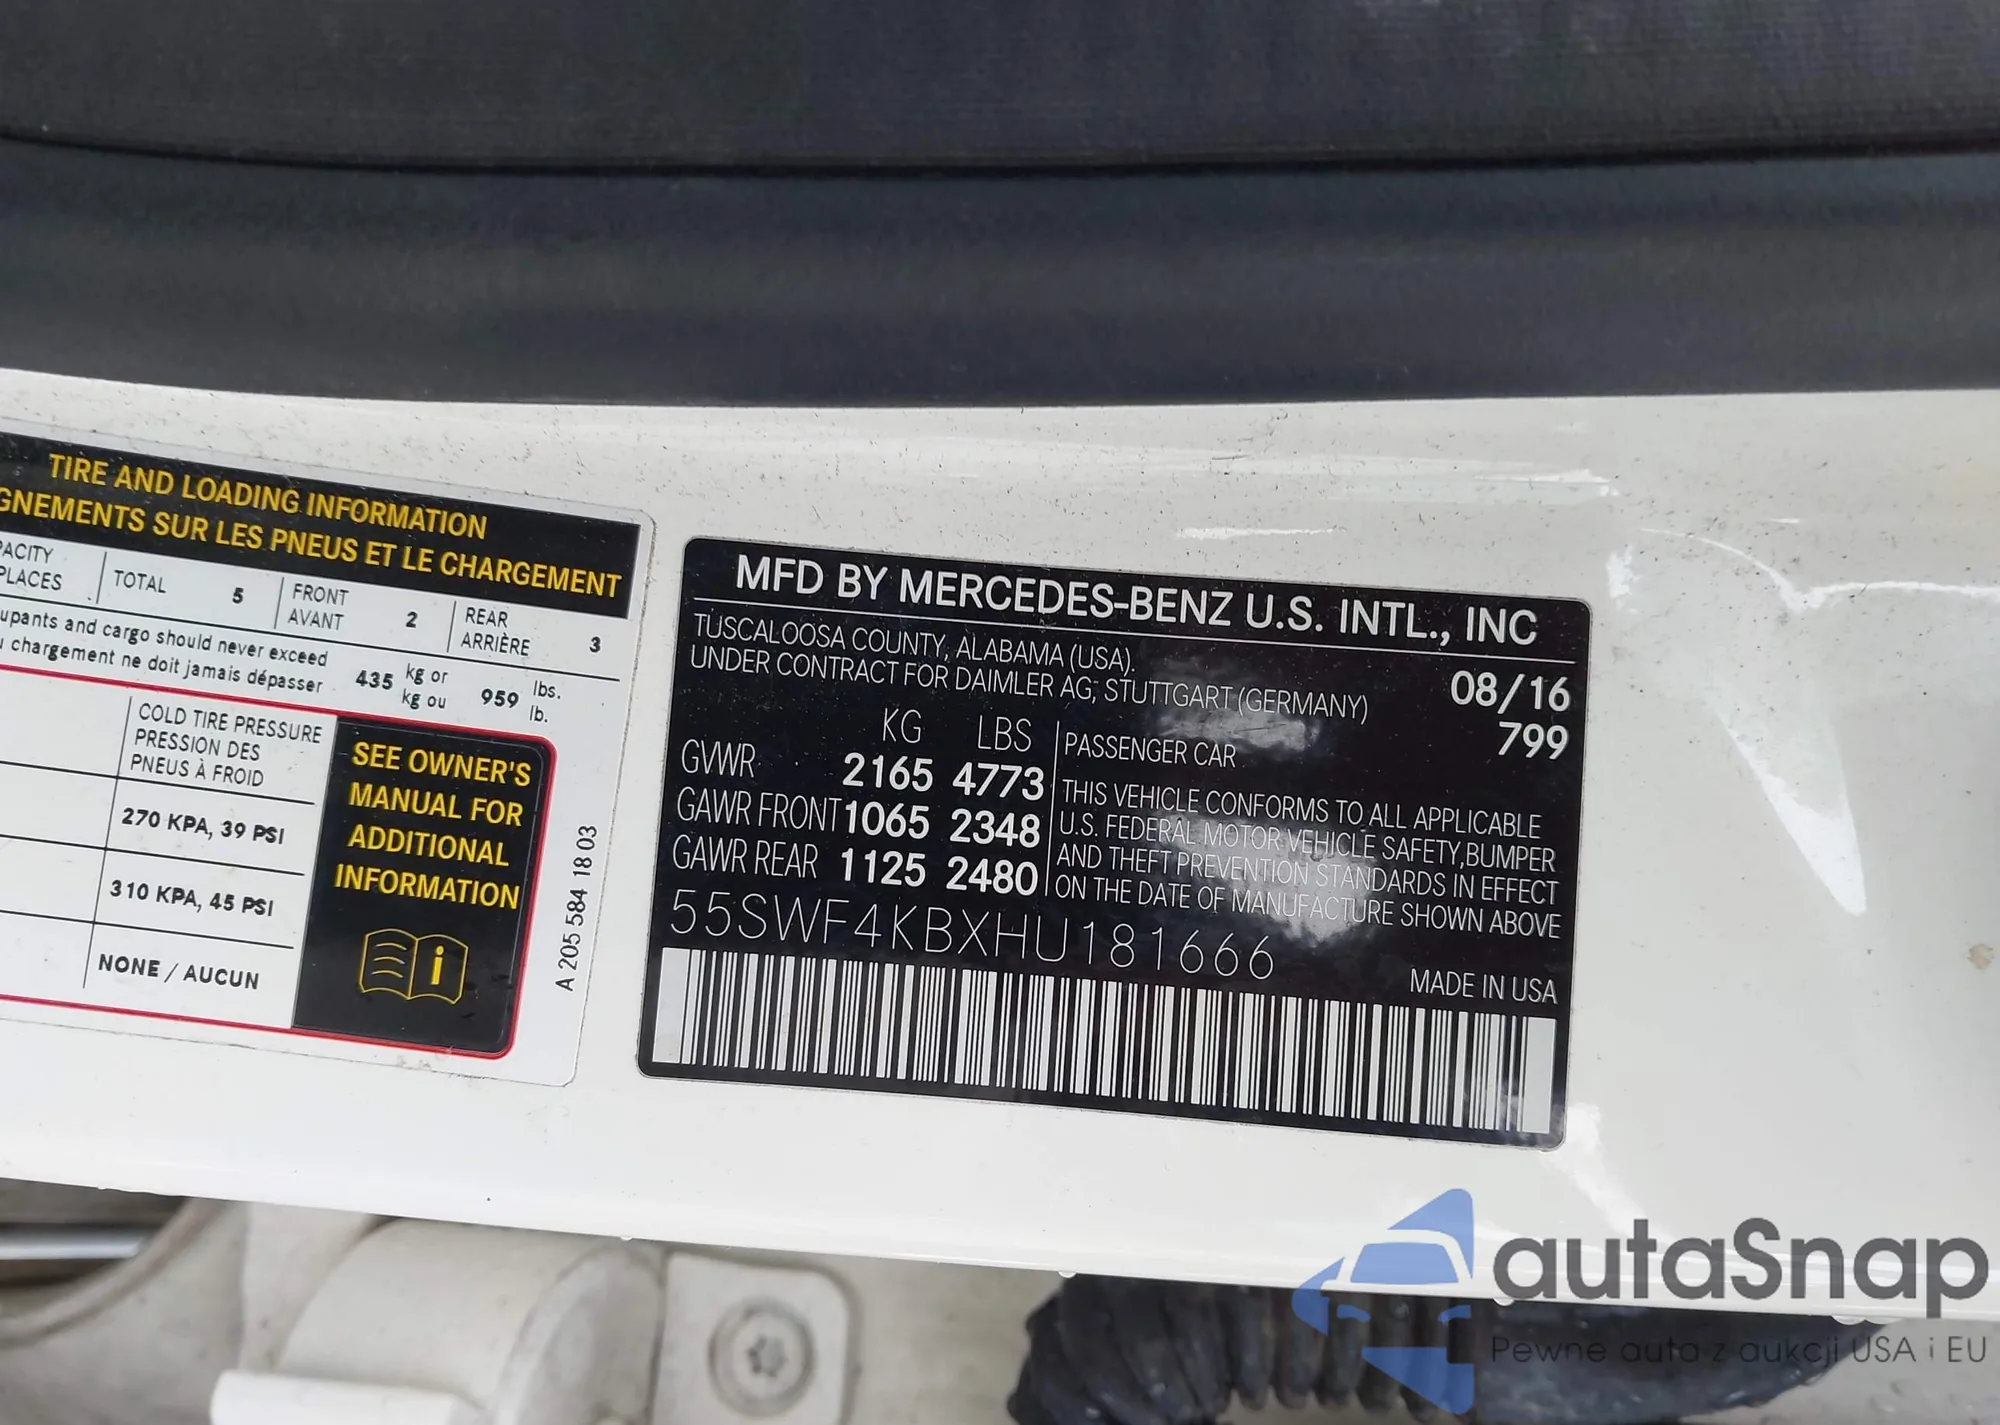 TIRE AND LOADING INFORMATION
GNEMENTS SUR LES PNEUS ET LE CHARGEMENT
PACITY TOTAL 5 FRONT 2 REAR 3
PLACES AVANT ARRIÈRE
upants and cargo should never exceed 435 kg or 959 lbs.
chargement ne doit jamais dépasser kg ou lb.
COLD TIRE PRESSURE
PRESSION DES
PNEUS À FROID
270 KPA, 39 PSI
310 KPA, 45 PSI
NONE / AUCUN
SEE OWNER'S
MANUAL FOR
ADDITIONAL
INFORMATION
A 205 584 18 03
MFD BY MERCEDES-BENZ U.S. INTL., INC
TUSCALOOSA COUNTY, ALABAMA (USA).
UNDER CONTRACT FOR DAIMLER AG, STUTTGART (GERMANY)
08/16
799
KG LBS
GVWR 2165 4773
GAWR FRONT 1065 2348
GAWR REAR 1125 2480
PASSENGER CAR
THIS VEHICLE CONFORMS TO ALL APPLICABLE
U.S. FEDERAL MOTOR VEHICLE SAFETY, BUMPER
AND THEFT PREVENTION STANDARDS IN EFFECT
ON THE DATE OF MANUFACTURE SHOWN ABOVE
55SWF4KBXHU181666
MADE IN USA
autaSnap
Pewne auta z aukcji USA i EU